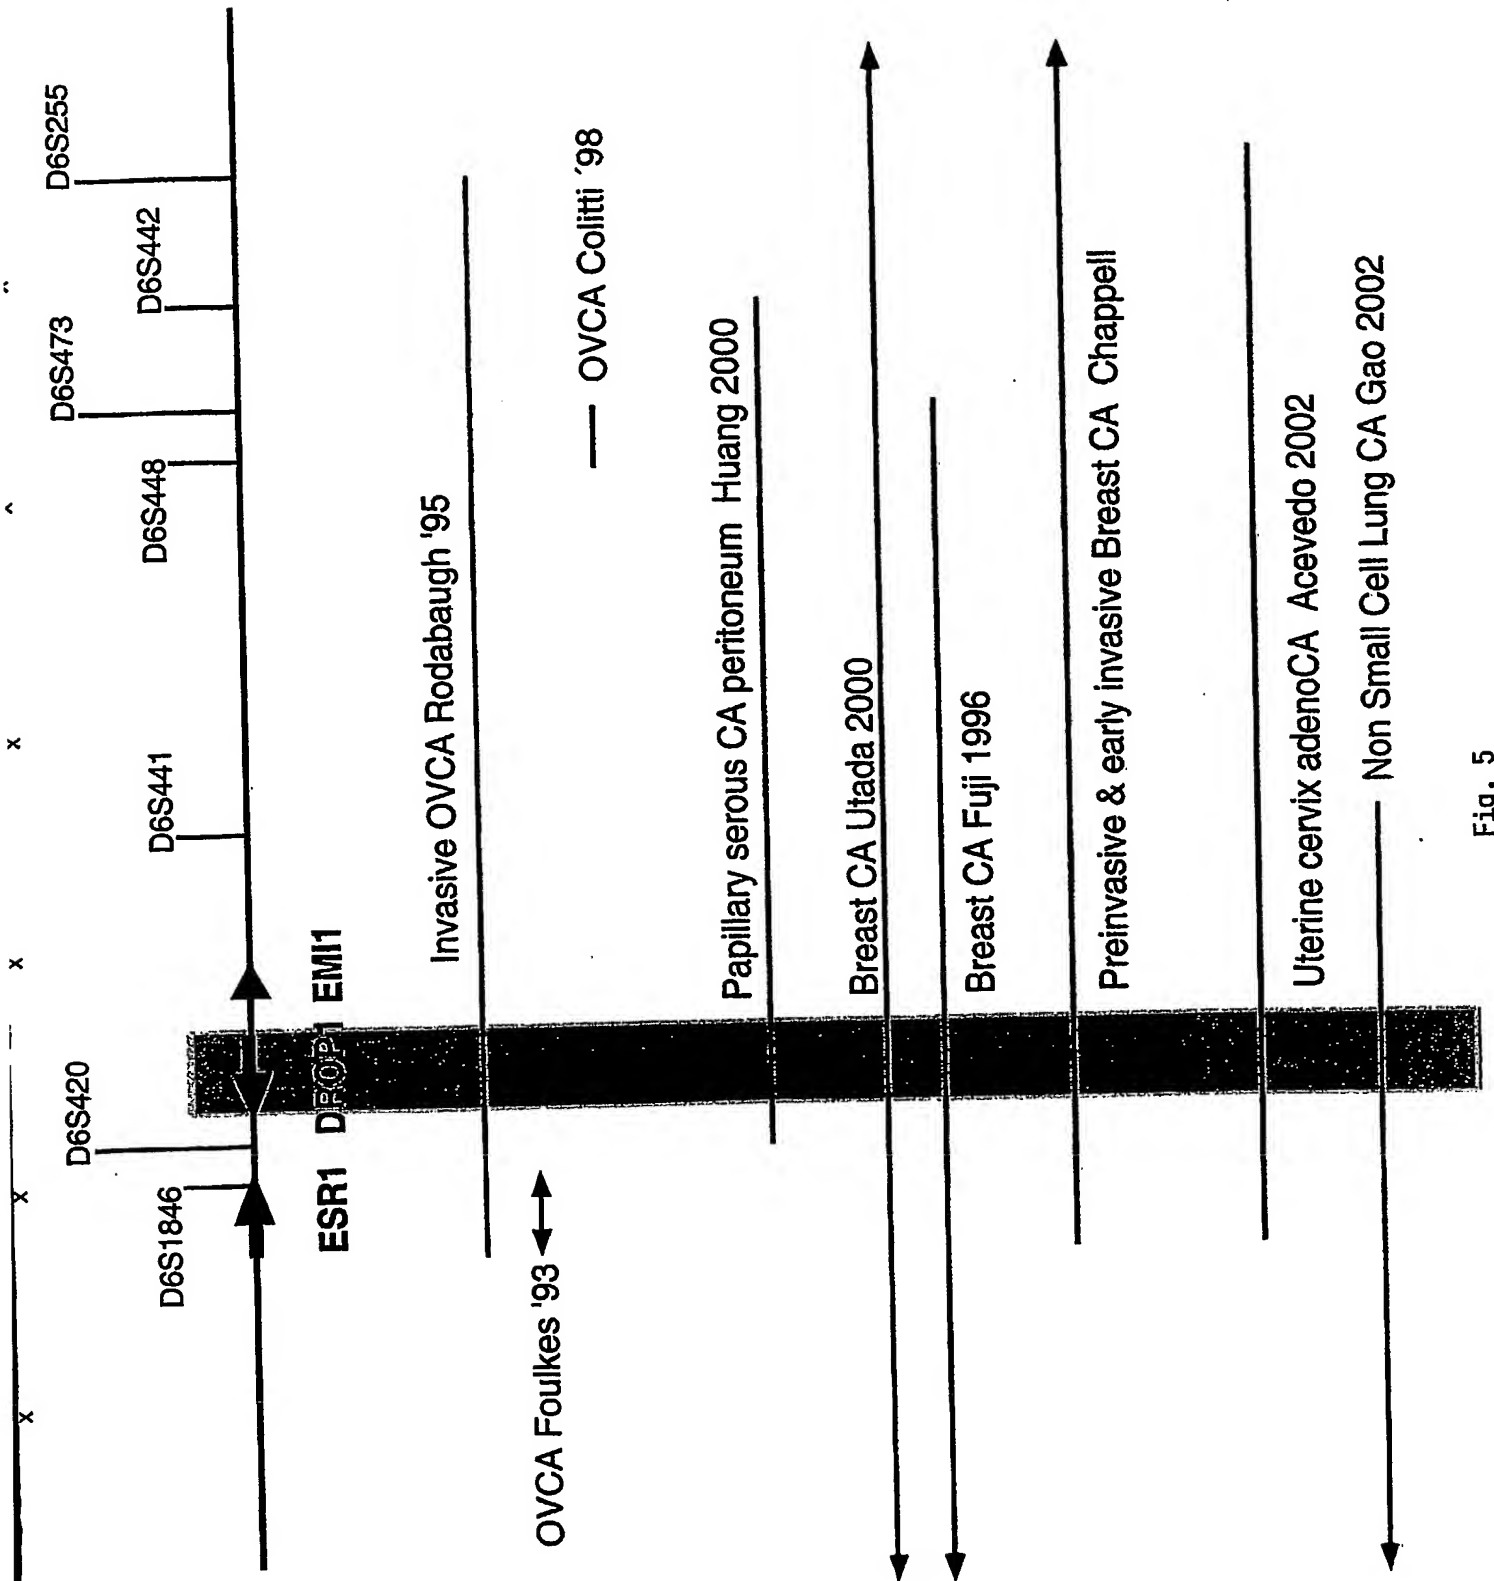 D6S1846
D6S420
D6S441
D6S448
D6S473
D6S442
D6S255
ESR1 DROP1 EMI1
Invasive OVCA Rodabaugh '95
OVCA Foulkes '93
OVCA Colitti ´98
Papillary serous CA peritoneum Huang 2000
Breast CA Utada 2000
Breast CA Fuji 1996
Preinvasive & early invasive Breast CA Chappell
Uterine cervix adenoCA Acevedo 2002
Non Small Cell Lung CA Gao 2002
Fig. 5